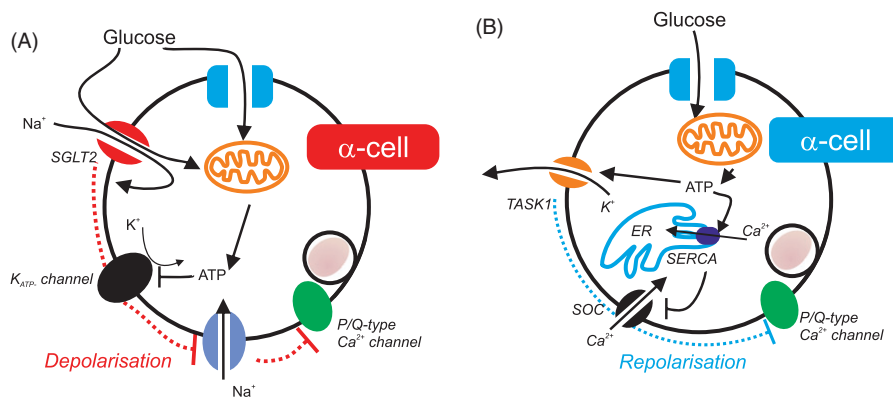 (A)
Glucose
Na⁺
SGLT2
α-cell
K⁺
K_ATP- channel
ATP
P/Q-type
Ca²⁺ channel
Depolarisation
Na⁺
(B)
Glucose
α-cell
ATP
TASK1
K⁺
ER
Ca²⁺
SERCA
SOC
Ca²⁺
P/Q-type
Ca²⁺ channel
Repolarisation